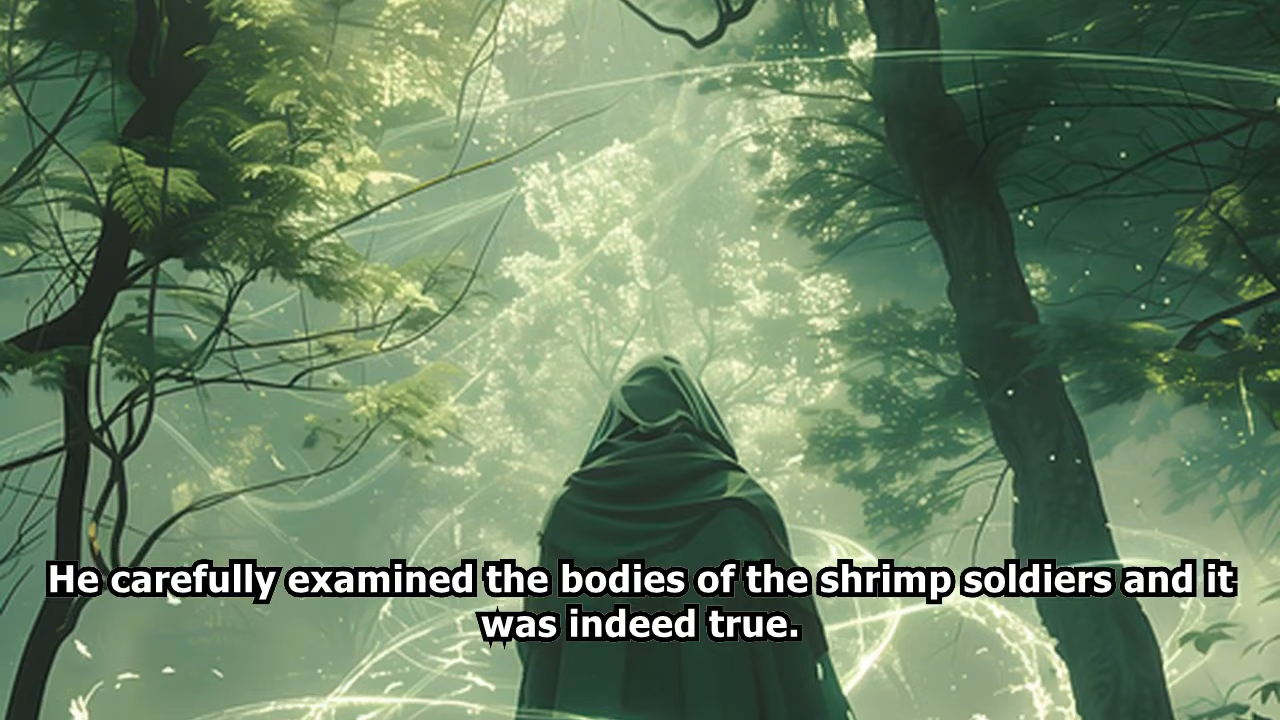 He carefully examined the bodies of the shrimp soldiers and it
was indeed true.